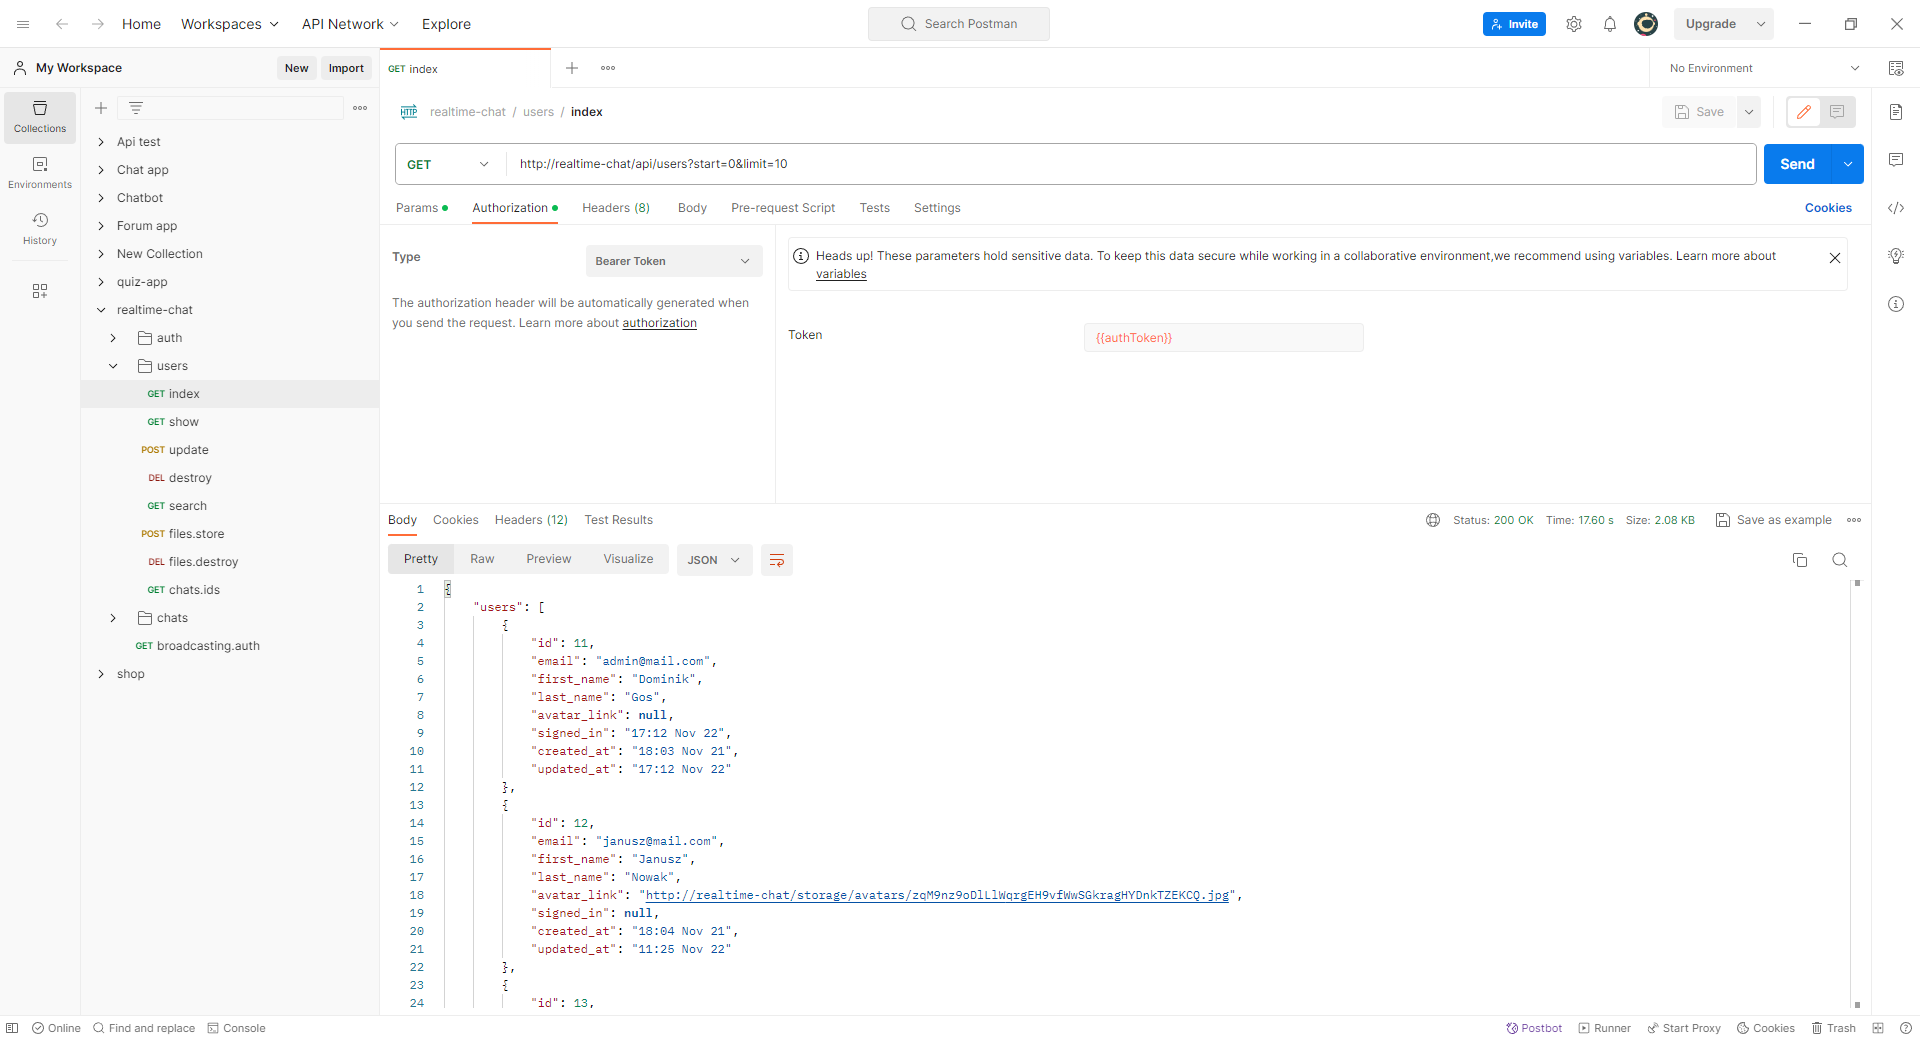 Home Workspaces API Network Explore Search Postman Invite Upgrade
My Workspace New Import GET index No Environment
Collections
Environments
History
Api test
Chat app
Chatbot
Forum app
New Collection
quiz-app
realtime-chat
auth
users
GET index
GET show
POST update
DEL destroy
GET search
POST files.store
DEL files.destroy
GET chats.ids
chats
GET broadcasting.auth
shop
HTTP realtime-chat / users / index Save
GET http://realtime-chat/api/users?start=0&limit=10 Send
Params Authorization Headers (8) Body Pre-request Script Tests Settings Cookies
Type Bearer Token
The authorization header will be automatically generated when
you send the request. Learn more about authorization
Heads up! These parameters hold sensitive data. To keep this data secure while working in a collaborative environment,we recommend using variables. Learn more about
variables
Token {{authToken}}
Body Cookies Headers (12) Test Results Status: 200 OK Time: 17.60 s Size: 2.08 KB Save as example
Pretty Raw Preview Visualize JSON
1 {
2 "users": [
3 {
4 "id": 11,
5 "email": "admin@mail.com",
6 "first_name": "Dominik",
7 "last_name": "Gos",
8 "avatar_link": null,
9 "signed_in": "17:12 Nov 22",
10 "created_at": "18:03 Nov 21",
11 "updated_at": "17:12 Nov 22"
12 },
13 {
14 "id": 12,
15 "email": "janusz@mail.com",
16 "first_name": "Janusz",
17 "last_name": "Nowak",
18 "avatar_link": "http://realtime-chat/storage/avatars/zqM9nz9oDlLlWqrgEH9vfWwSGkragHYDnkTZEKCQ.jpg",
19 "signed_in": null,
20 "created_at": "18:04 Nov 21",
21 "updated_at": "11:25 Nov 22"
22 },
23 {
24 "id": 13,
Online Find and replace Console Postbot Runner Start Proxy Cookies Trash